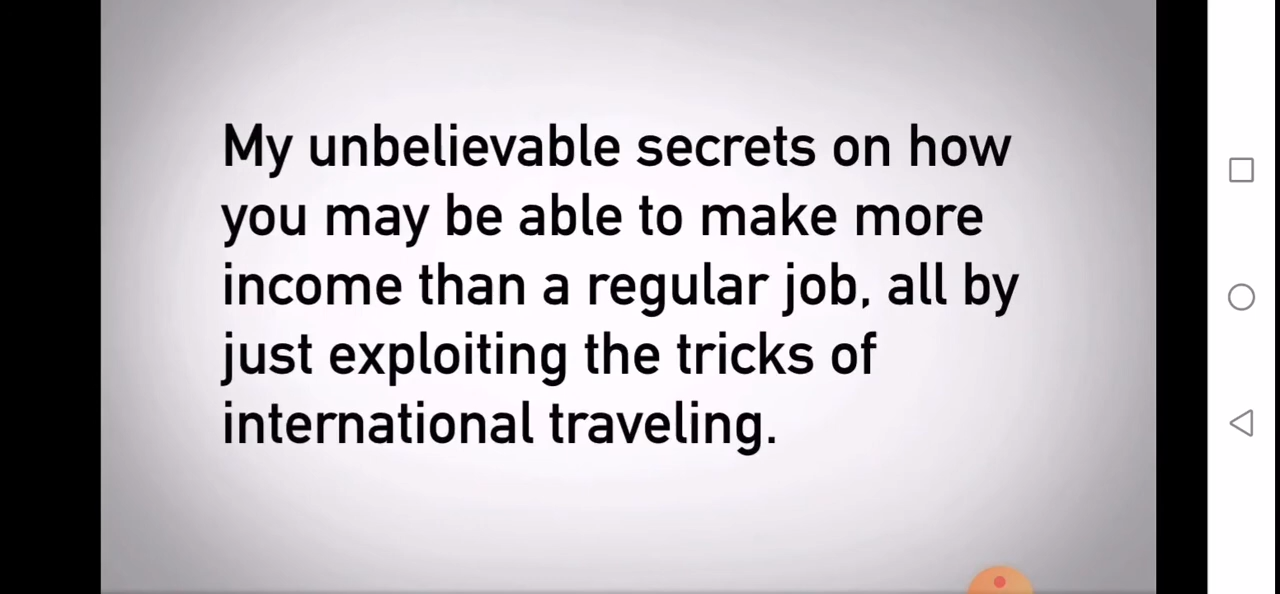 My unbelievable secrets on how
you may be able to make more
income than a regular job, all by
just exploiting the tricks of
international traveling.